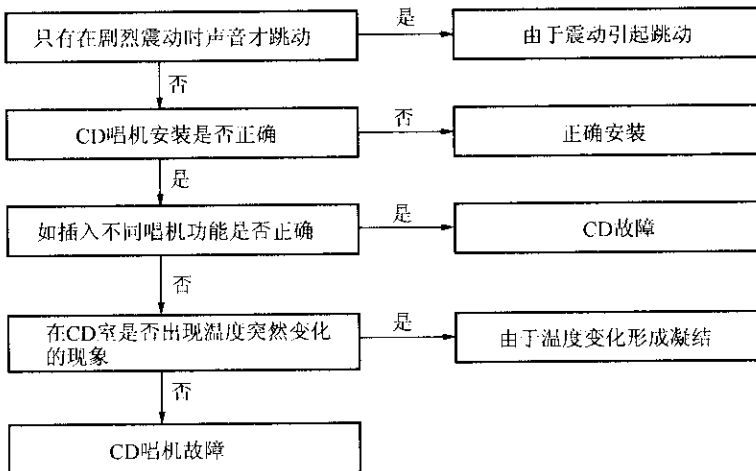 只有在剧烈震动时声音才跳动
是
由于震动引起跳动
否
CD唱机安装是否正确
否
正确安装
是
如插入不同唱机功能是否正确
是
CD故障
否
在CD室是否出现温度突然变化
的现象
是
由于温度变化形成凝结
否
CD唱机故障